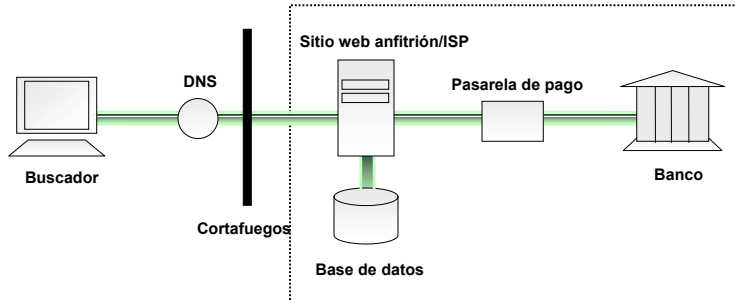 Sitio web anfitrión/ISP
DNS
Pasarela de pago
Buscador
Banco
Cortafuegos
Base de datos